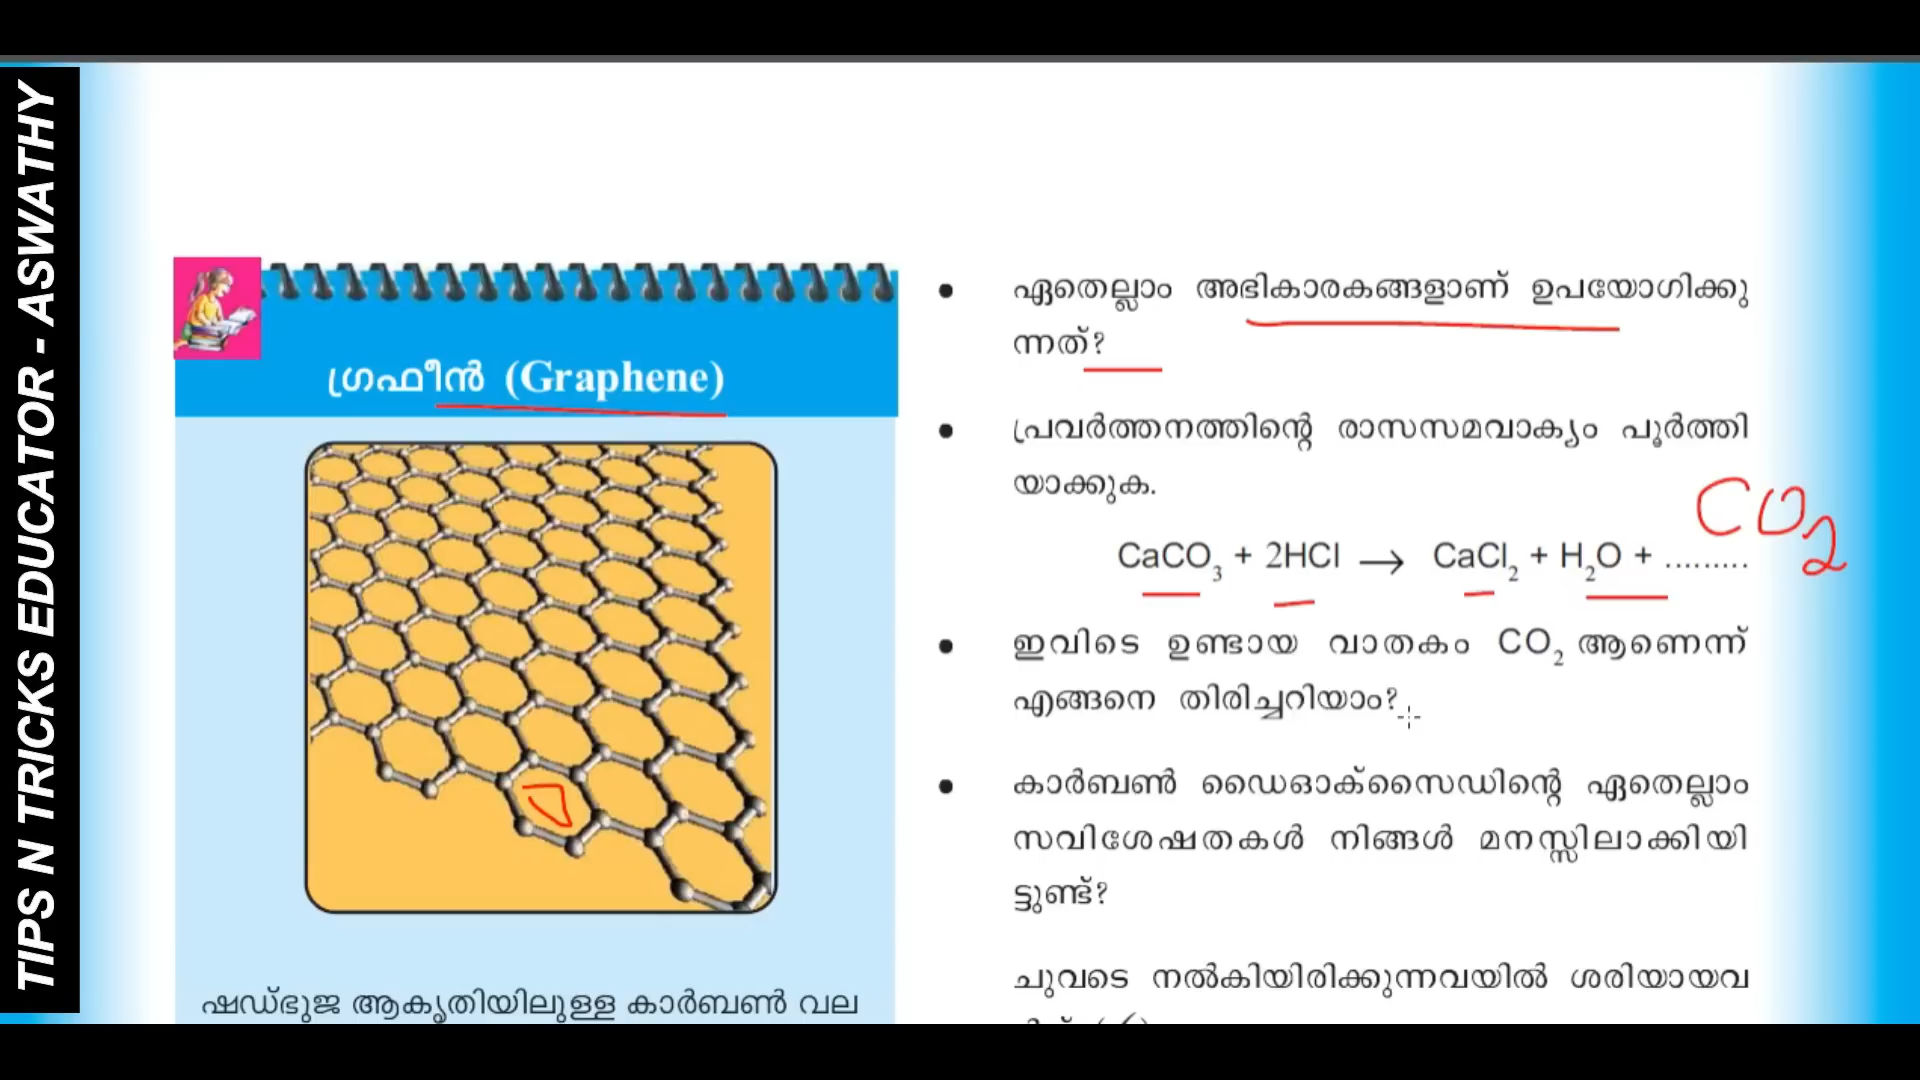 TIPS N TRICKS EDUCATOR - ASWATHY
ഗ്രഫീൻ (Graphene)
ഷഡ്ഭുജ ആകൃതിയിലുള്ള കാർബൺ വല
• ഏതെല്ലാം അഭികാരകങ്ങളാണ് ഉപയോഗിക്കു
ന്നത്?
• പ്രവർത്തനത്തിന്റെ രാസസമവാക്യം പൂർത്തി
യാക്കുക.
CO₂
CaCO₃ + 2HCl → CaCl₂ + H₂O + .........
• ഇവിടെ ഉണ്ടായ വാതകം CO₂ ആണെന്ന്
എങ്ങനെ തിരിച്ചറിയാം?
• കാർബൺ ഡൈഓക്സൈഡിന്റെ ഏതെല്ലാം
സവിശേഷതകൾ നിങ്ങൾ മനസ്സിലാക്കിയി
ട്ടുണ്ട്?
ചുവടെ നൽകിയിരിക്കുന്നവയിൽ ശരിയായവ